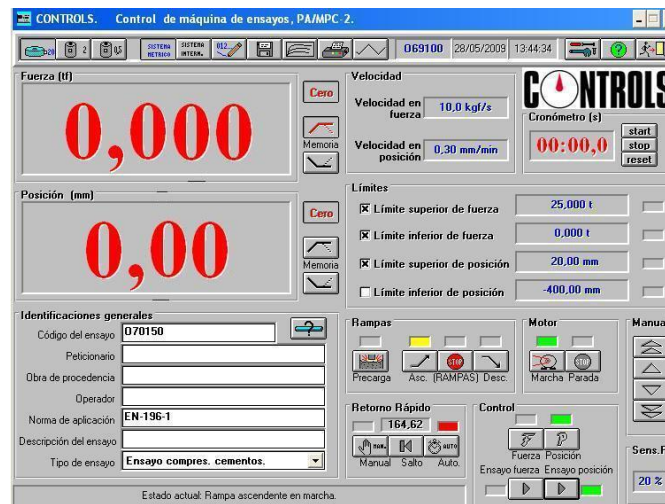 CONTROLS. Control de máquina de ensayos, PA/MPC-2.
20 2 0,5 SISTEMA METRICO SISTEMA INTERN. 012 069100 28/05/2009 13:44:34 ?
Fuerza (tf)
0,000
Cero
Memoria
Velocidad
Velocidad en fuerza 10,0 kgf/s
Velocidad en posición 0,30 mm/min
CONTROLS
Cronómetro (s)
00:00,0
start
stop
reset
Posición (mm)
0,00
Cero
Memoria
Límites
Límite superior de fuerza 25,000 t
Límite inferior de fuerza 0,000 t
Límite superior de posición 20,00 mm
Límite inferior de posición -400,00 mm
Identificaciones generales
Código del ensayo 070150 ?
Peticionario
Obra de procedencia
Operador
Norma de aplicación EN-196-1
Descripción del ensayo
Tipo de ensayo Ensayo compres. cementos.
Rampas
STOP
Precarga Asc. (RAMPAS) Desc.
Motor
STOP
Marcha Parada
Manua
Retorno Rápido
164,62
MAN. AUTO
Manual Salto Auto.
Control
F P
Fuerza Posición
Ensayo fuerza Ensayo posición
Sens.F
20 %
Estado actual: Rampa ascendente en marcha.